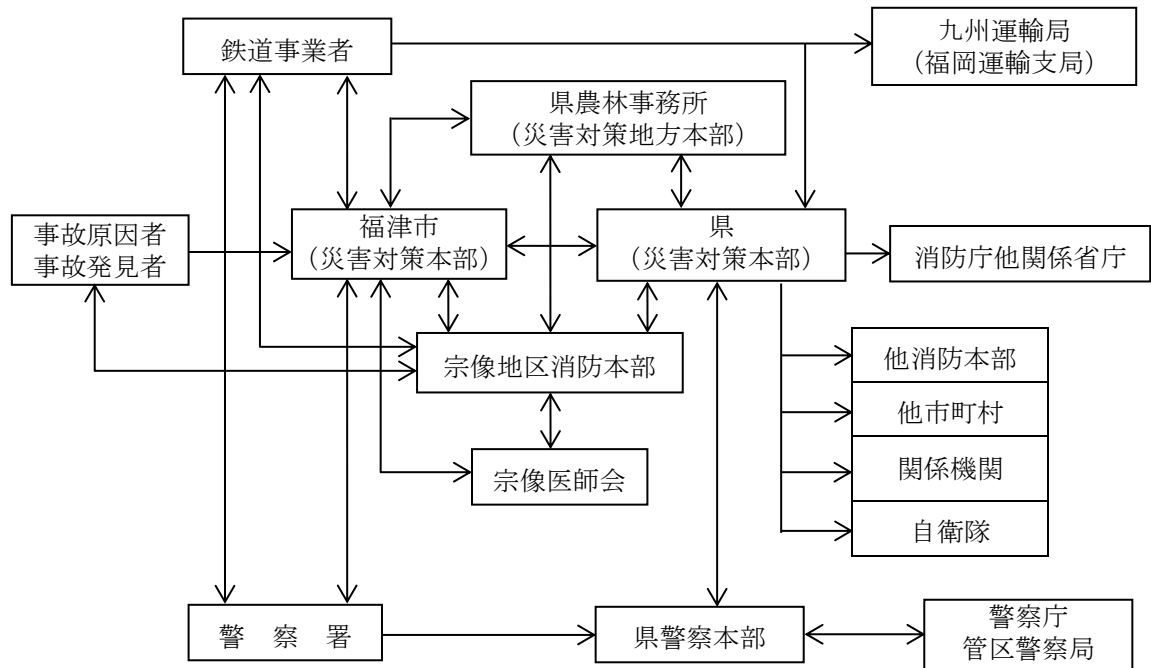 鉄道事業者
九州運輸局
(福岡運輸支局)
県農林事務所
(災害対策地方本部)
事故原因者
事故発見者
福津市
(災害対策本部)
県
(災害対策本部)
消防庁他関係省庁
宗像地区消防本部
他消防本部
他市町村
関係機関
自衛隊
宗像医師会
警　察　署
県警察本部
警察庁
管区警察局